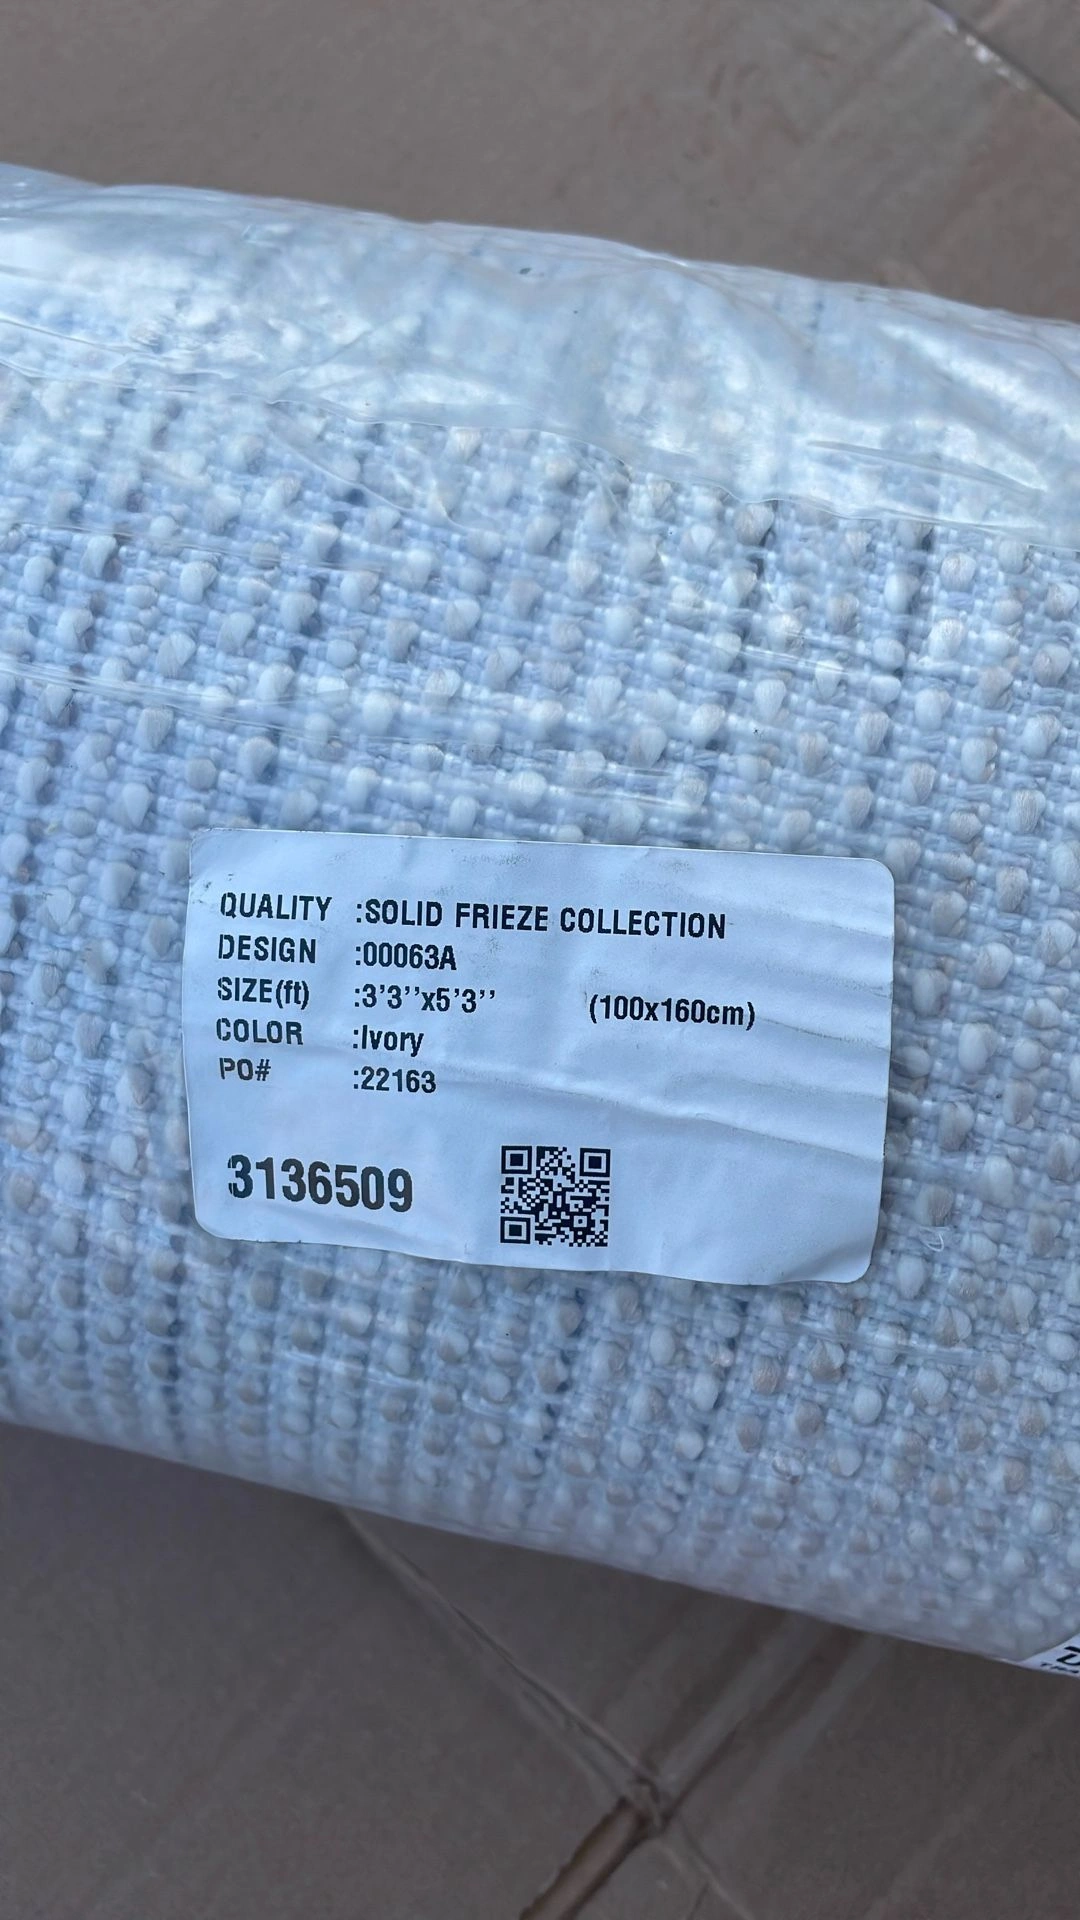 QUALITY :SOLID FRIEZE COLLECTION
DESIGN :00063A
SIZE(ft) :3'3''x5'3'' (100x160cm)
COLOR :Ivory
PO# :22163
3136509